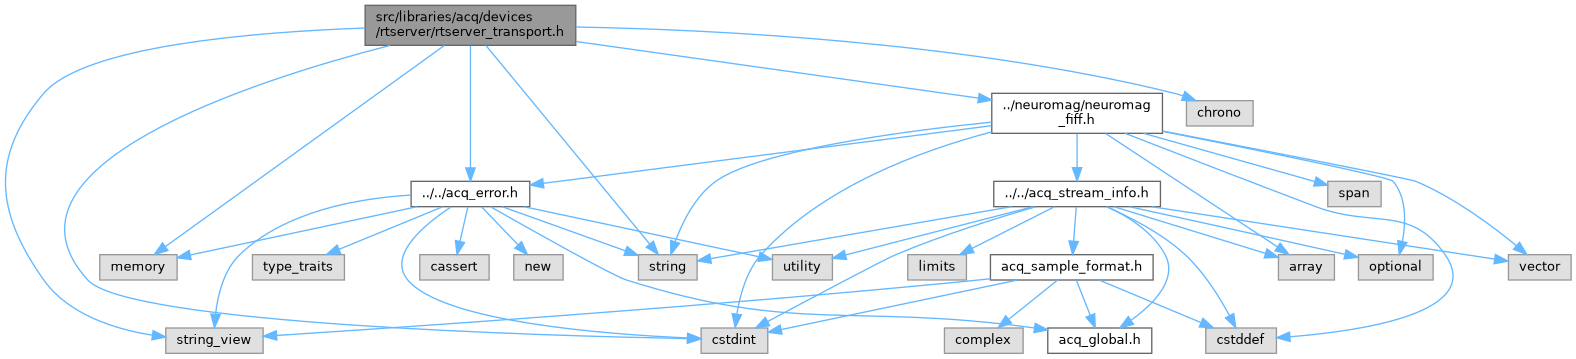 src/libraries/acq/devices
/rtserver/rtserver_transport.h
../neuromag/neuromag
_fiff.h
chrono
../../acq_error.h
../../acq_stream_info.h
span
memory
type_traits
cassert
new
string
utility
limits
acq_sample_format.h
array
optional
vector
string_view
cstdint
complex
acq_global.h
cstddef